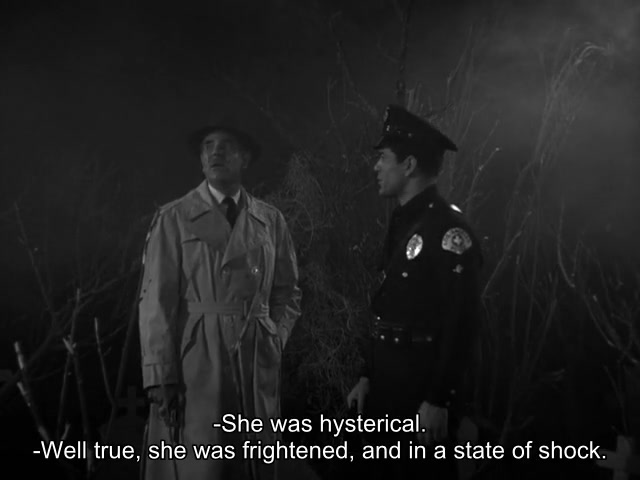 -She was hysterical.
-Well true, she was frightened, and in a state of shock.